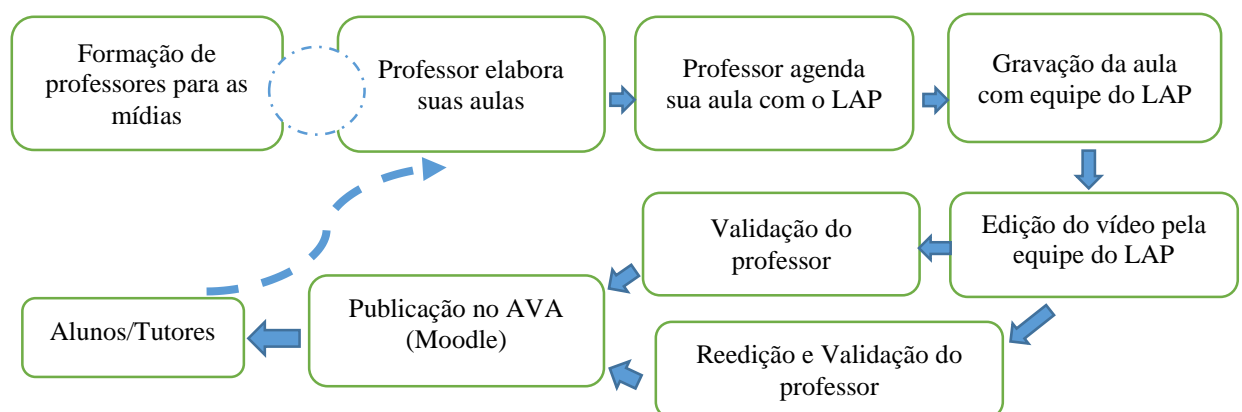 Formação de
professores para as
mídias
Professor elabora
suas aulas
Professor agenda
sua aula com o LAP
Gravação da aula
com equipe do LAP
Edição do vídeo pela
equipe do LAP
Validação do
professor
Reedição e Validação do
professor
Publicação no AVA
(Moodle)
Alunos/Tutores